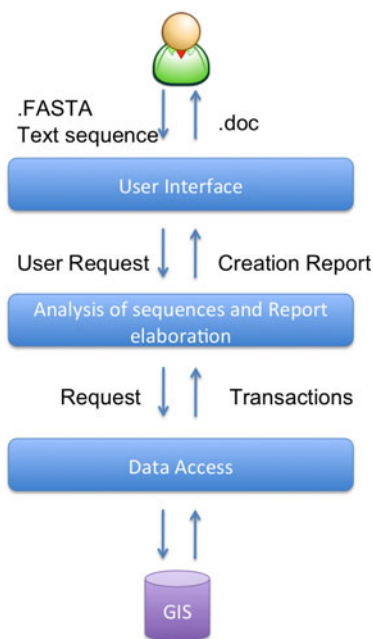 .FASTA
Text sequence
.doc
User Interface
User Request
Creation Report
Analysis of sequences and Report
elaboration
Request
Transactions
Data Access
GIS